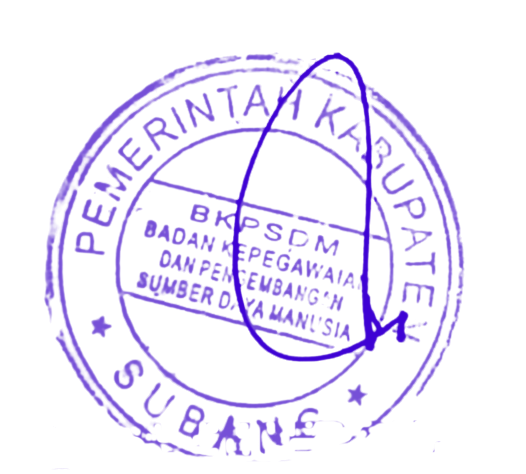 PEMERINTAH KABUPATEN
BKPSDM
BADAN KEPEGAWAIAN
DAN PENGEMBANGAN
SUMBER DAYA MANUSIA
★ SUBANG ★